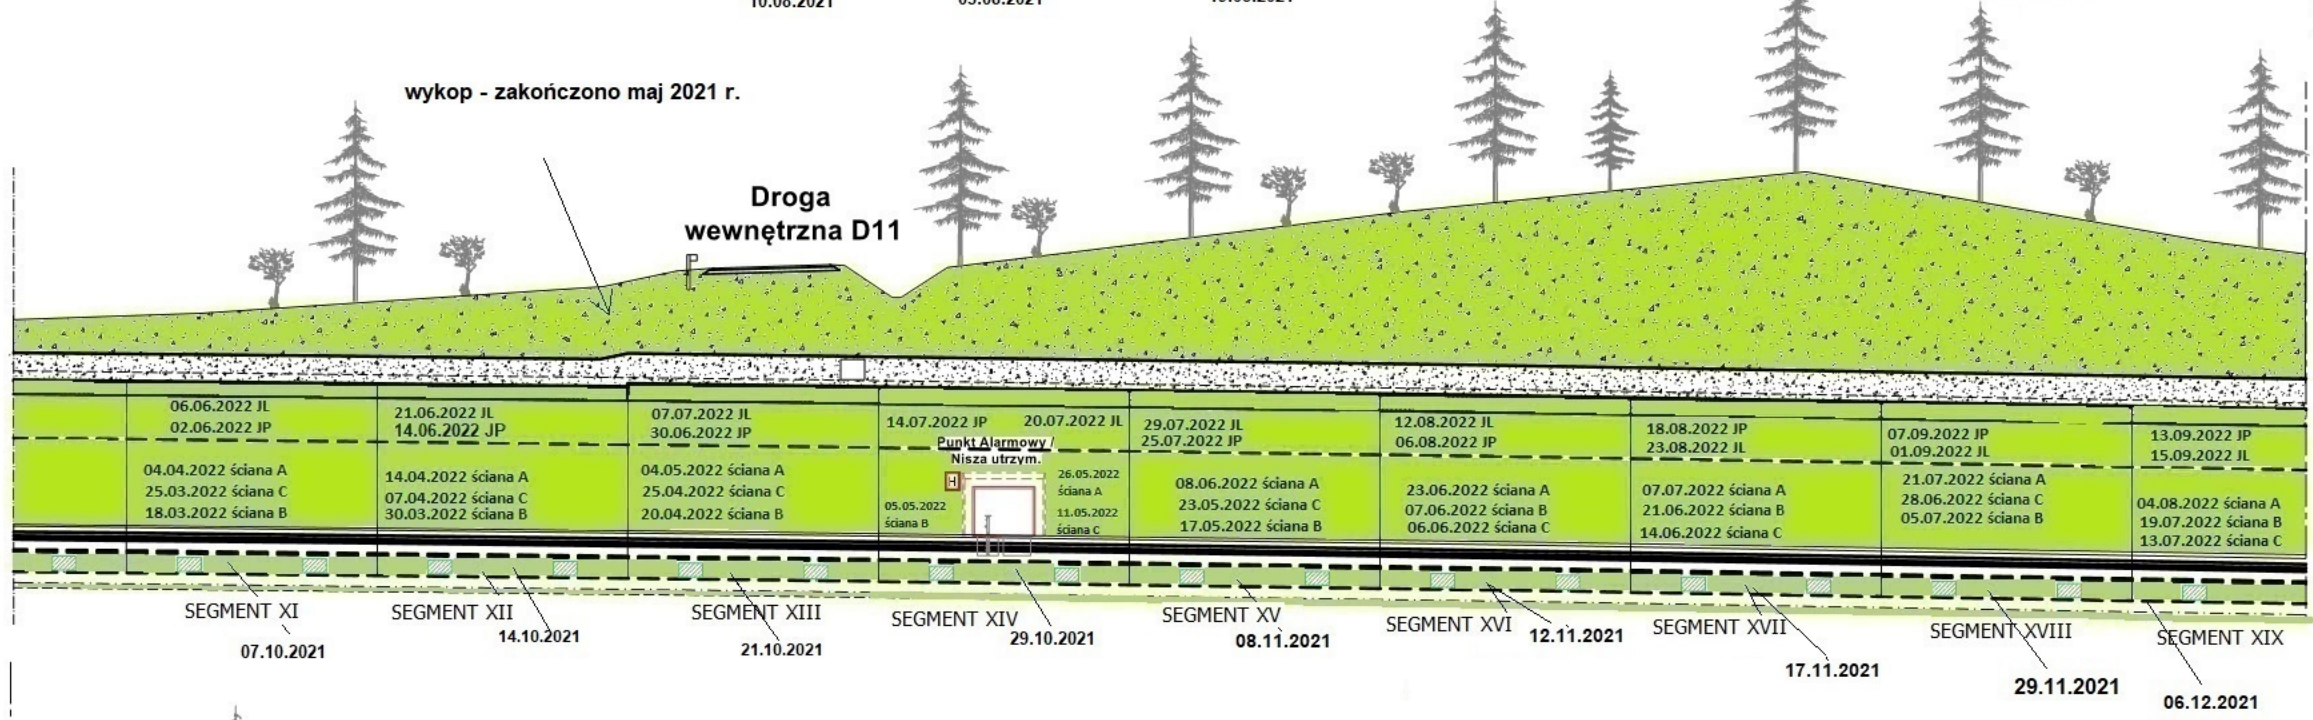 10.08.2021
wykop - zakończono maj 2021 r.
Droga
wewnętrzna D11
06.06.2022 JL
02.06.2022 JP
04.04.2022 ściana A
25.03.2022 ściana C
18.03.2022 ściana B
21.06.2022 JL
14.06.2022 JP
14.04.2022 ściana A
07.04.2022 ściana C
30.03.2022 ściana B
07.07.2022 JL
30.06.2022 JP
04.05.2022 ściana A
25.04.2022 ściana C
20.04.2022 ściana B
14.07.2022 JP
20.07.2022 JL
Punkt Alarmowy /
Nisza utrzym.
H
05.05.2022
ściana B
26.05.2022
ściana A
11.05.2022
ściana C
29.07.2022 JL
25.07.2022 JP
08.06.2022 ściana A
23.05.2022 ściana C
17.05.2022 ściana B
12.08.2022 JL
06.08.2022 JP
23.06.2022 ściana A
07.06.2022 ściana B
06.06.2022 ściana C
18.08.2022 JP
23.08.2022 JL
07.07.2022 ściana A
21.06.2022 ściana B
14.06.2022 ściana C
07.09.2022 JP
01.09.2022 JL
21.07.2022 ściana A
28.06.2022 ściana C
05.07.2022 ściana B
13.09.2022 JP
15.09.2022 JL
04.08.2022 ściana A
19.07.2022 ściana B
13.07.2022 ściana C
SEGMENT XI
07.10.2021
SEGMENT XII
14.10.2021
SEGMENT XIII
21.10.2021
SEGMENT XIV
29.10.2021
SEGMENT XV
08.11.2021
SEGMENT XVI
12.11.2021
SEGMENT XVII
17.11.2021
SEGMENT XVIII
29.11.2021
SEGMENT XIX
06.12.2021